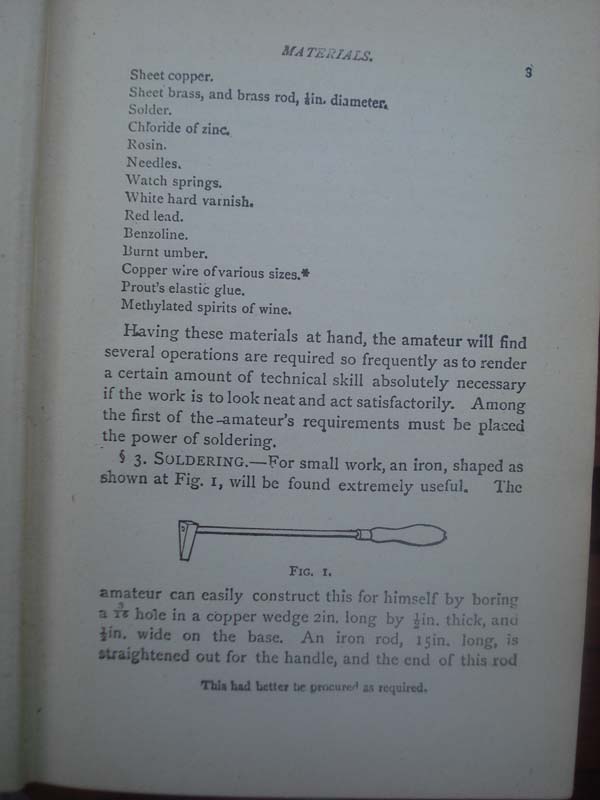 MATERIALS.
3
Sheet copper.
Sheet brass, and brass rod, ⅛in. diameter.
Solder.
Chloride of zinc.
Rosin.
Needles.
Watch springs.
White hard varnish.
Red lead.
Benzoline.
Burnt umber.
Copper wire of various sizes.*
Prout's elastic glue.
Methylated spirits of wine.
Having these materials at hand, the amateur will find
several operations are required so frequently as to render
a certain amount of technical skill absolutely necessary
if the work is to look neat and act satisfactorily. Among
the first of the amateur's requirements must be placed
the power of soldering.
§ 3. SOLDERING.—For small work, an iron, shaped as
shown at Fig. 1, will be found extremely useful. The
FIG. 1.
amateur can easily construct this for himself by boring
a 3/16 hole in a copper wedge 2in. long by ½in. thick, and
in. wide on the base. An iron rod, 15in. long, is
straightened out for the handle, and the end of this rod
This had better be procured as required.